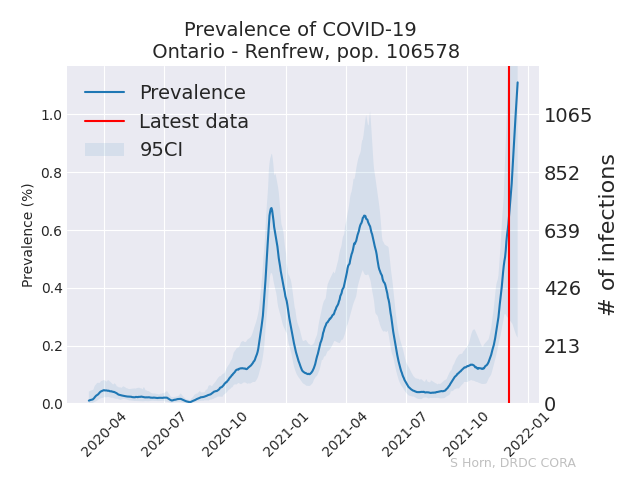 Prevalence of COVID-19
Ontario - Renfrew, pop. 106578
Prevalence
Latest data
95CI
Prevalence (%)
1.0
0.8
0.6
0.4
0.2
0.0
1065
852
639
426
213
0
# of infections
2020-04
2020-07
2020-10
2021-01
2021-04
2021-07
2021-10
2022-01
S Horn, DRDC CORA